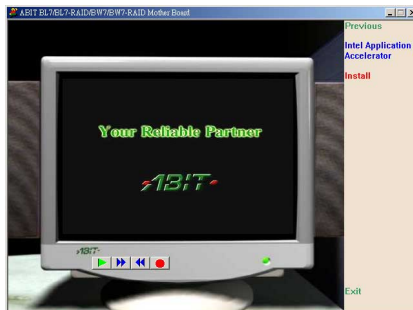 ABIT BL7/BL7-RAID/BW7/BW7-RAID Mother Board
Previous
Intel Application
Accelerator
Install
Your Reliable Partner
ABIT
ABIT
Exit